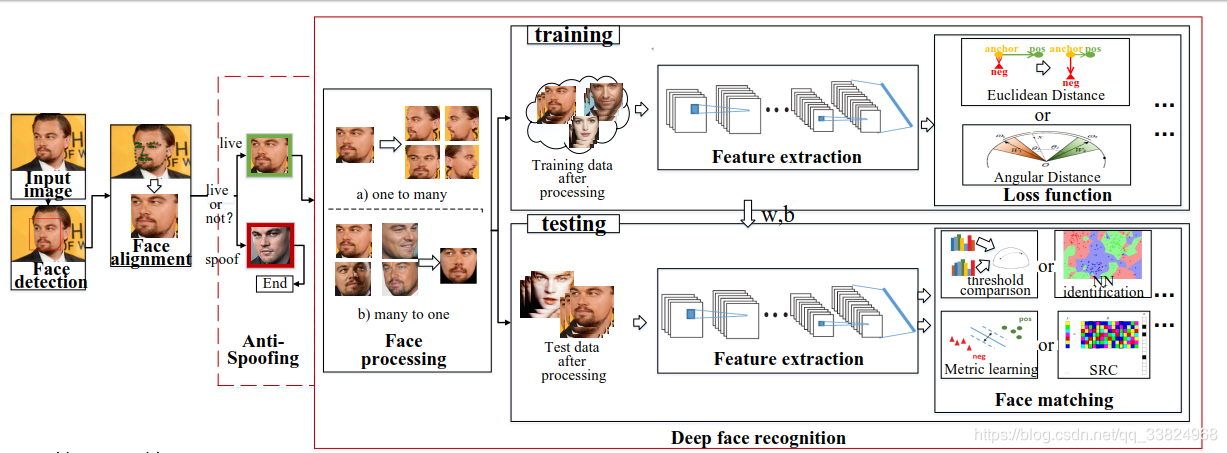 Input
image
Face
detection
Face
alignment
live
live
or
not?
spoof
End
Anti-
Spoofing
a) one to many
b) many to one
Face
processing
training
Training data
after
processing
Feature extraction
anchor pos
neg
anchor pos
neg
Euclidean Distance
or
Angular Distance
Loss function
...
...
w,b
testing
Test data
after
processing
Feature extraction
threshold
comparison
or
NN
identification
pos
neg
Metric learning
or
SRC
...
...
Face matching
Deep face recognition
https://blog.csdn.net/qq_33824968